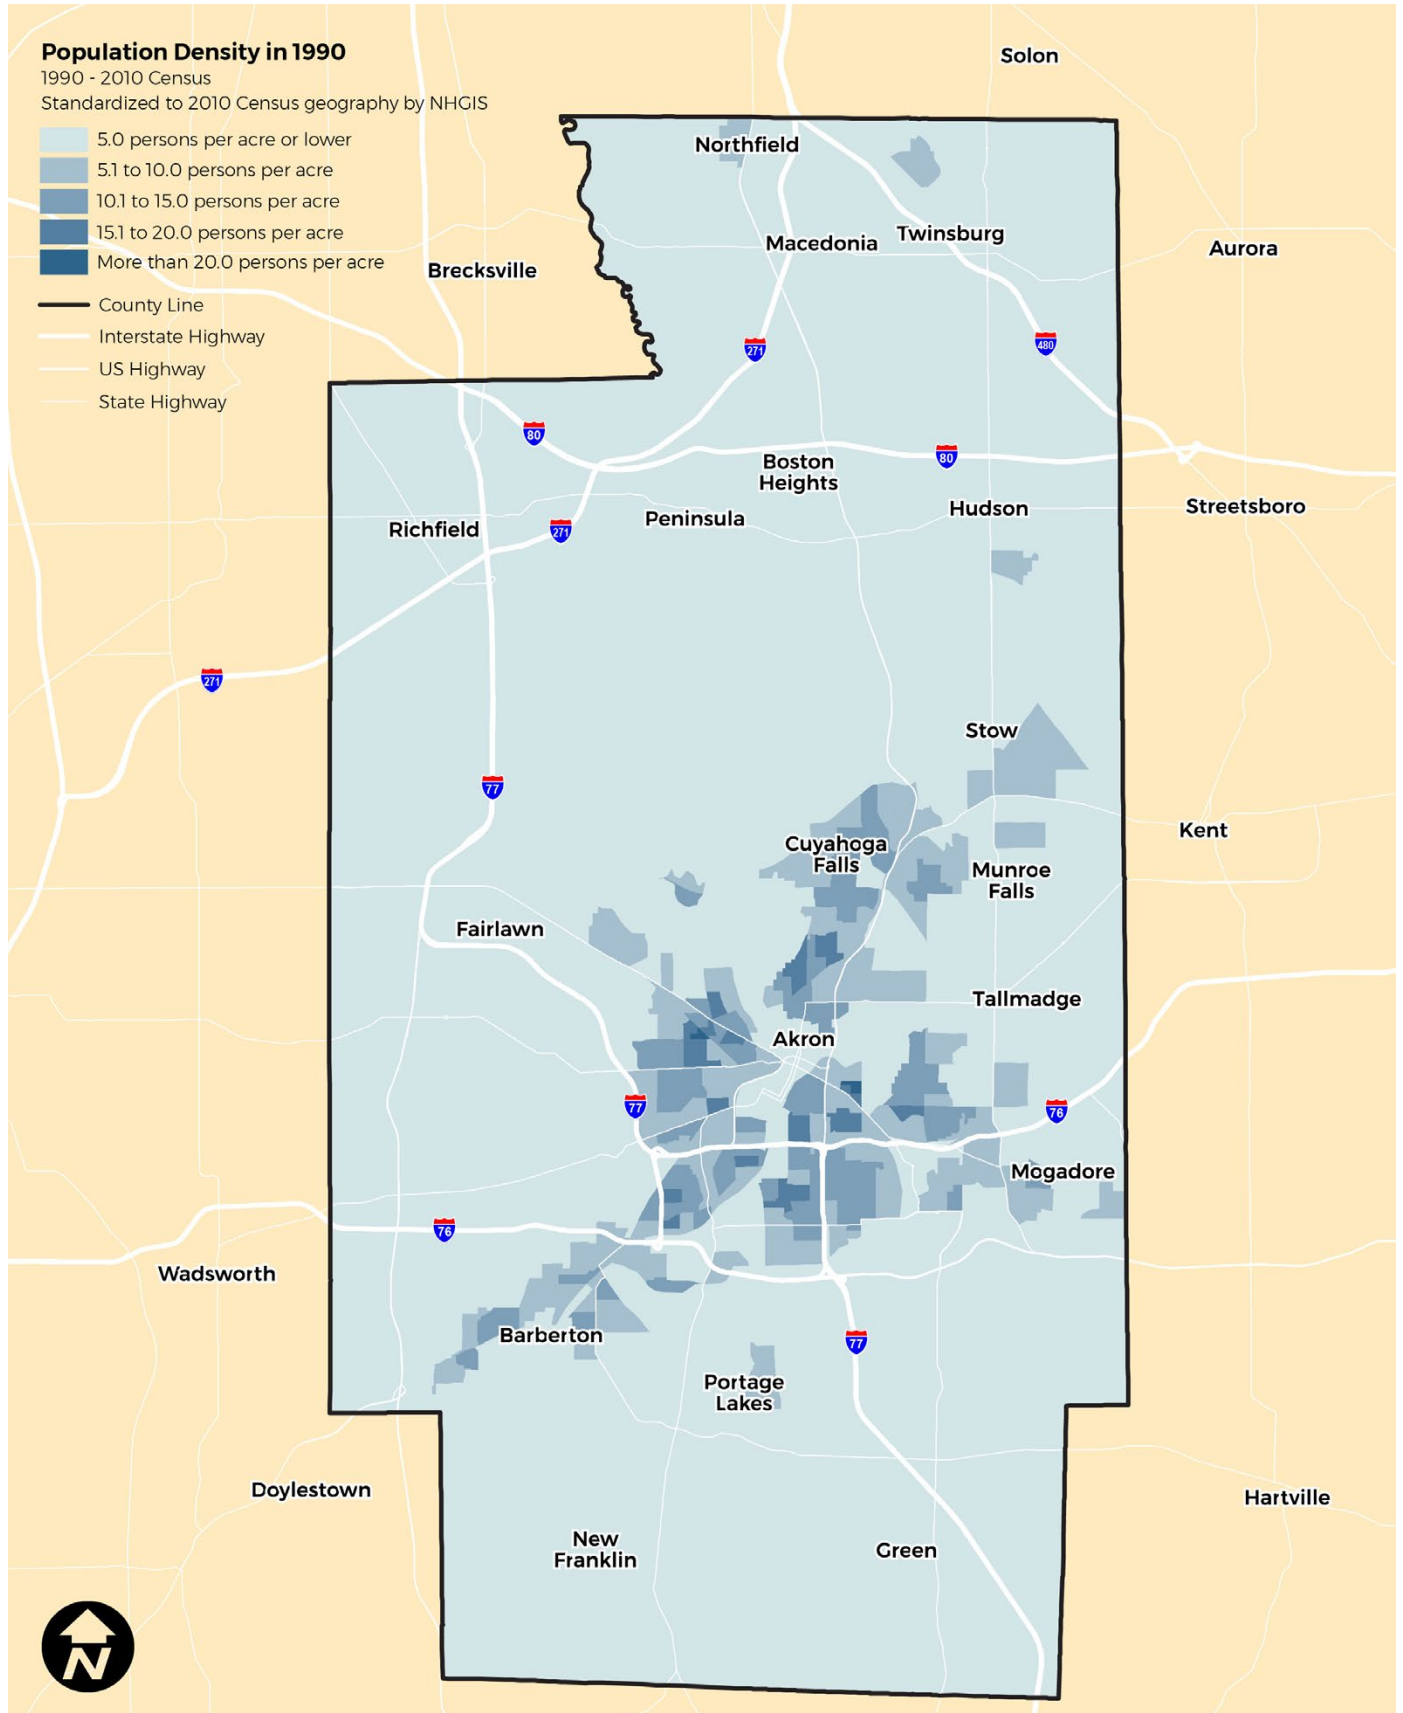 Population Density in 1990
1990 - 2010 Census
Standardized to 2010 Census geography by NHGIS
5.0 persons per acre or lower
5.1 to 10.0 persons per acre
10.1 to 15.0 persons per acre
15.1 to 20.0 persons per acre
More than 20.0 persons per acre
County Line
Interstate Highway
US Highway
State Highway
Solon
Northfield
Twinsburg
Macedonia
Aurora
Brecksville
271
480
80
80
Boston
Heights
Streetsboro
Hudson
Peninsula
Richfield
271
271
Stow
77
Kent
Cuyahoga
Falls
Munroe
Falls
Fairlawn
Tallmadge
Akron
77
76
Mogadore
76
Wadsworth
Barberton
77
Portage
Lakes
Doylestown
Hartville
New
Franklin
Green
N